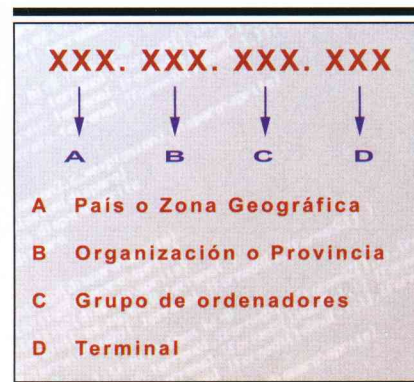 XXX. XXX. XXX. XXX
A B C D
A País o Zona Geográfica
B Organización o Provincia
C Grupo de ordenadores
D Terminal